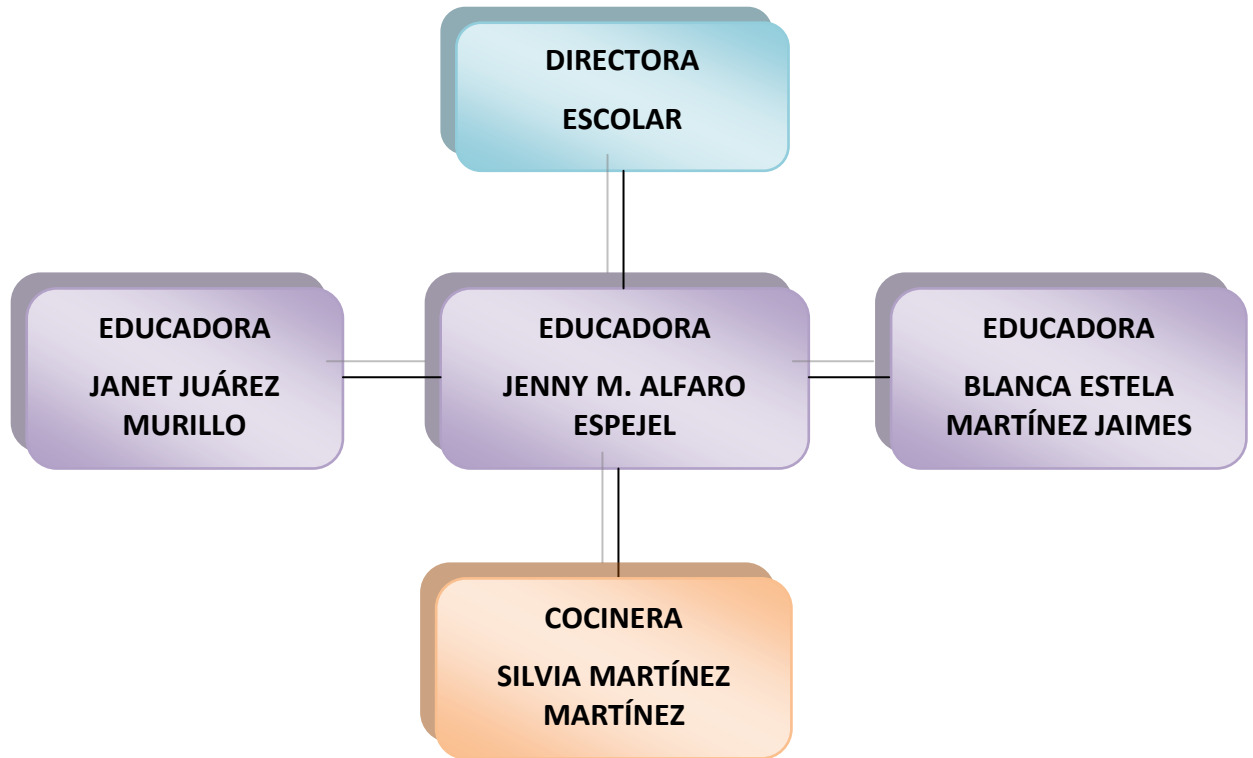 DIRECTORA
ESCOLAR
EDUCADORA
JANET JUÁREZ
MURILLO
EDUCADORA
JENNY M. ALFARO
ESPEJEL
EDUCADORA
BLANCA ESTELA
MARTÍNEZ JAIMES
COCINERA
SILVIA MARTÍNEZ
MARTÍNEZ